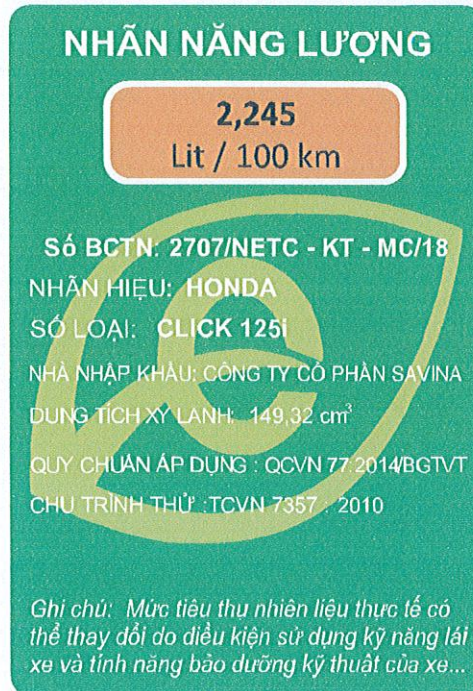 NHÃN NĂNG LƯỢNG
2,245
Lit / 100 km
Số BCTN: 2707/NETC - KT - MC/18
NHÃN HIỆU: HONDA
SỐ LOẠI: CLICK 125i
NHÀ NHẬP KHẨU: CÔNG TY CỔ PHẦN SAVINA
DUNG TÍCH XY LANH: 149,32 cm³
QUY CHUẨN ÁP DỤNG : QCVN 77:2014/BGTVT
CHU TRÌNH THỬ :TCVN 7357 : 2010
Ghi chú: Mức tiêu thụ nhiên liệu thực tế có
thể thay đổi do điều kiện sử dụng kỹ năng lái
xe và tính năng bảo dưỡng kỹ thuật của xe...